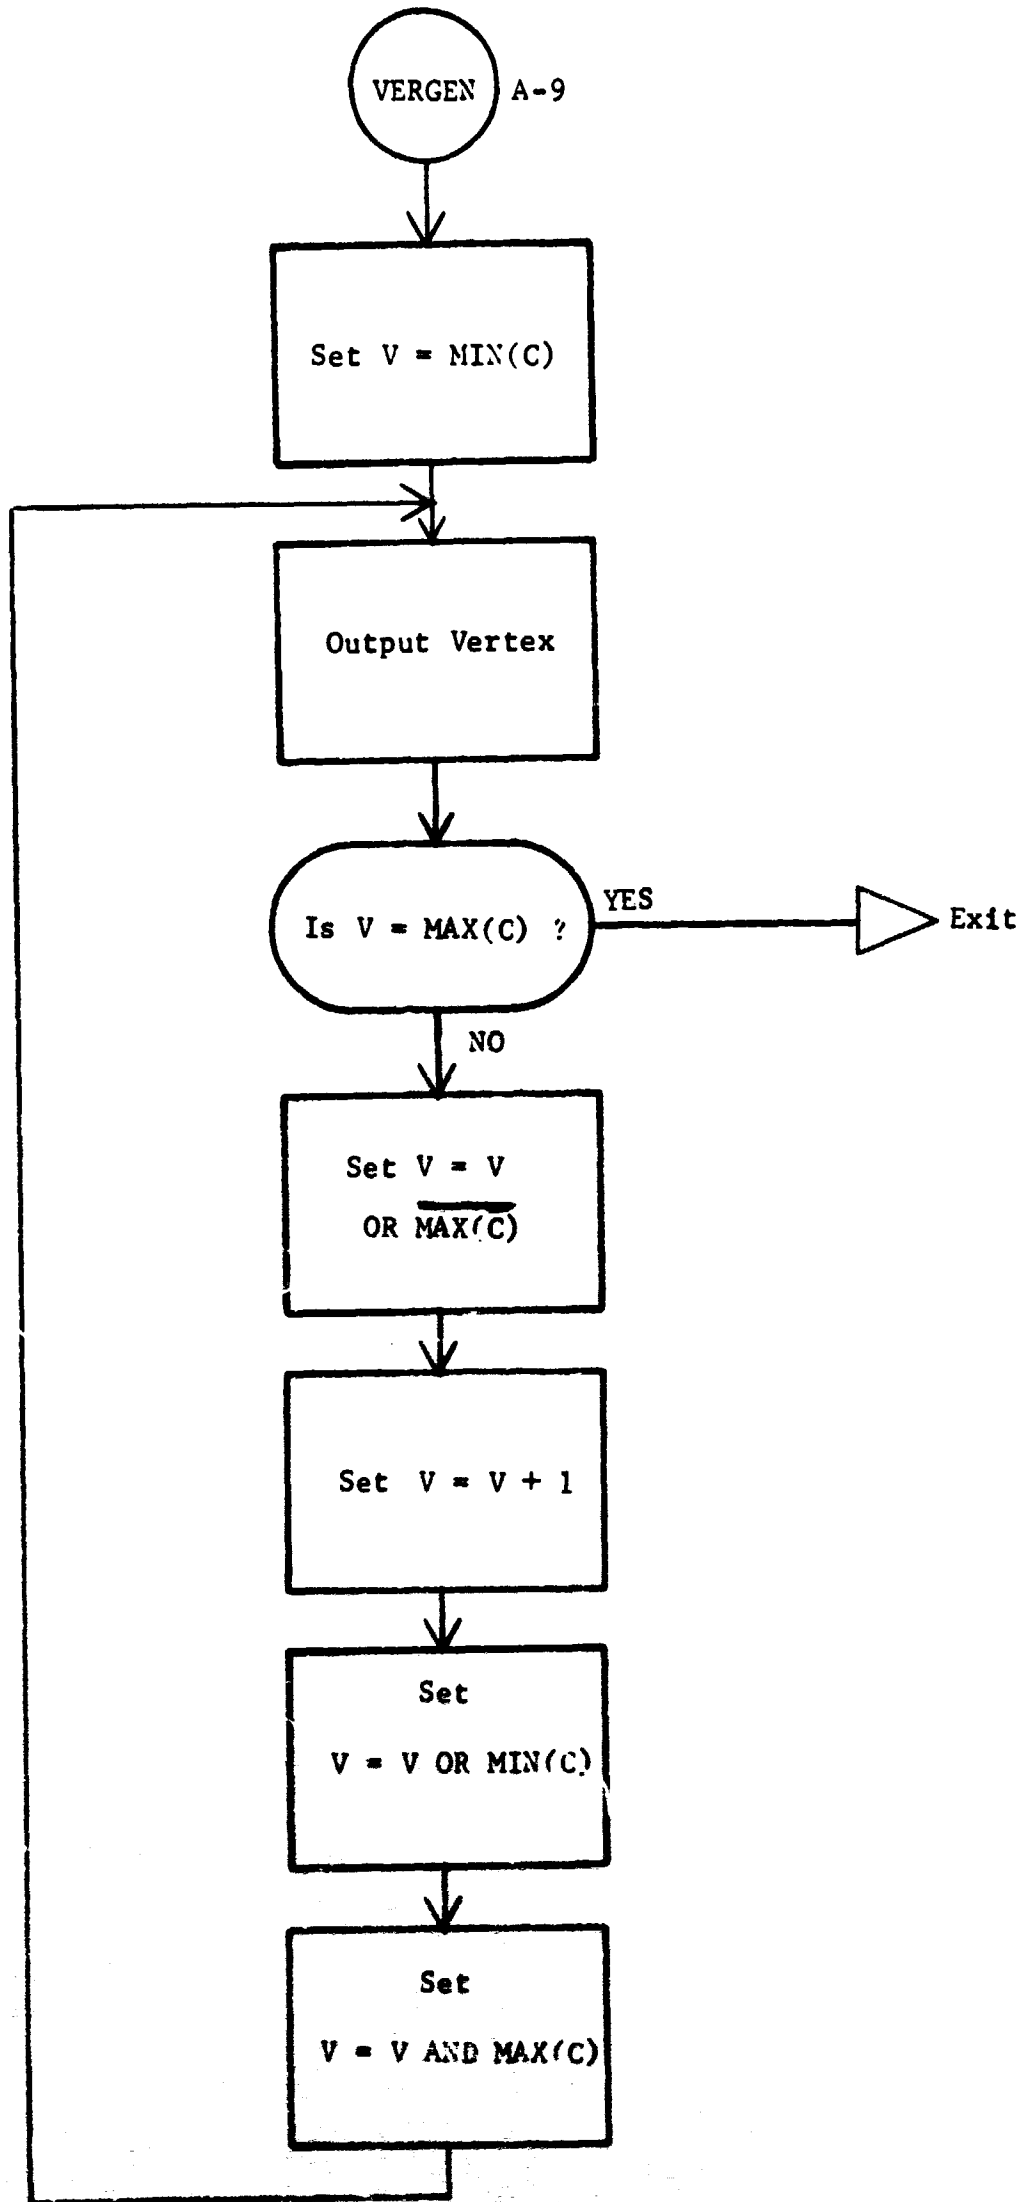 VERGEN A-9
Set V = MIN(C)
Output Vertex
Is V = MAX(C) ?
YES
Exit
NO
Set V = V
OR M̅A̅X̅(̅C̅)̅
Set V = V + 1
Set
V = V OR MIN(C)
Set
V = V AND MAX(C)